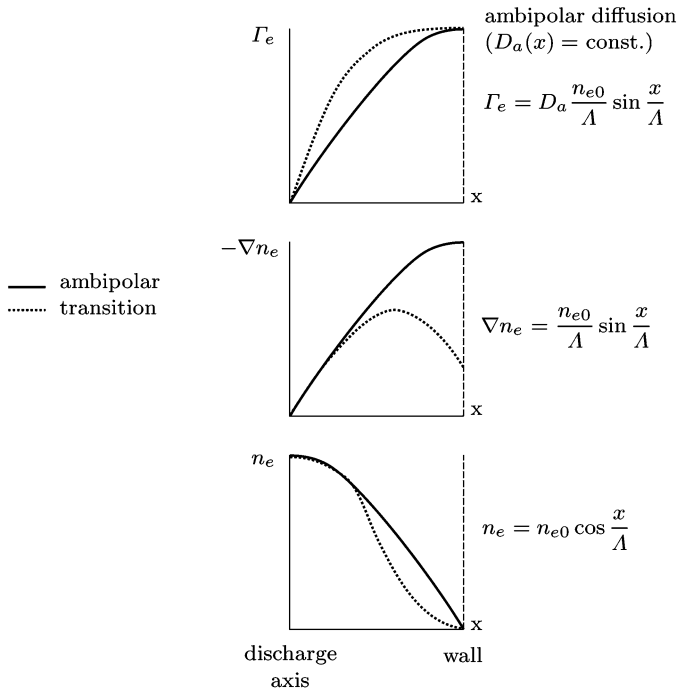 Γₑ
ambipolar diffusion
(Dₐ(x) = const.)
Γₑ = Dₐ nₑ₀/Λ sin x/Λ
x
−∇nₑ
ambipolar
transition
∇nₑ = nₑ₀/Λ sin x/Λ
x
nₑ
nₑ = nₑ₀ cos x/Λ
x
discharge
axis
wall